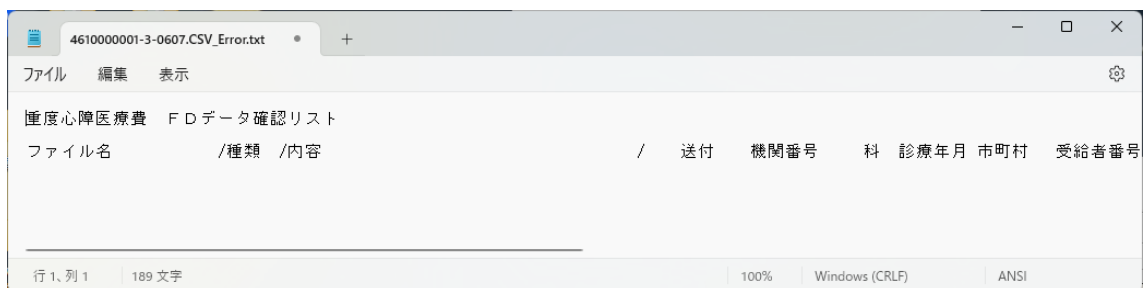 4610000001-3-0607.CSV_Error.txt
ファイル 編集 表示
重度心障医療費 ＦＤデータ確認リスト
ファイル名 /種類 /内容 / 送付 機関番号 科 診療年月 市町村 受給者番号
行 1、列 1 189 文字 100% Windows (CRLF) ANSI